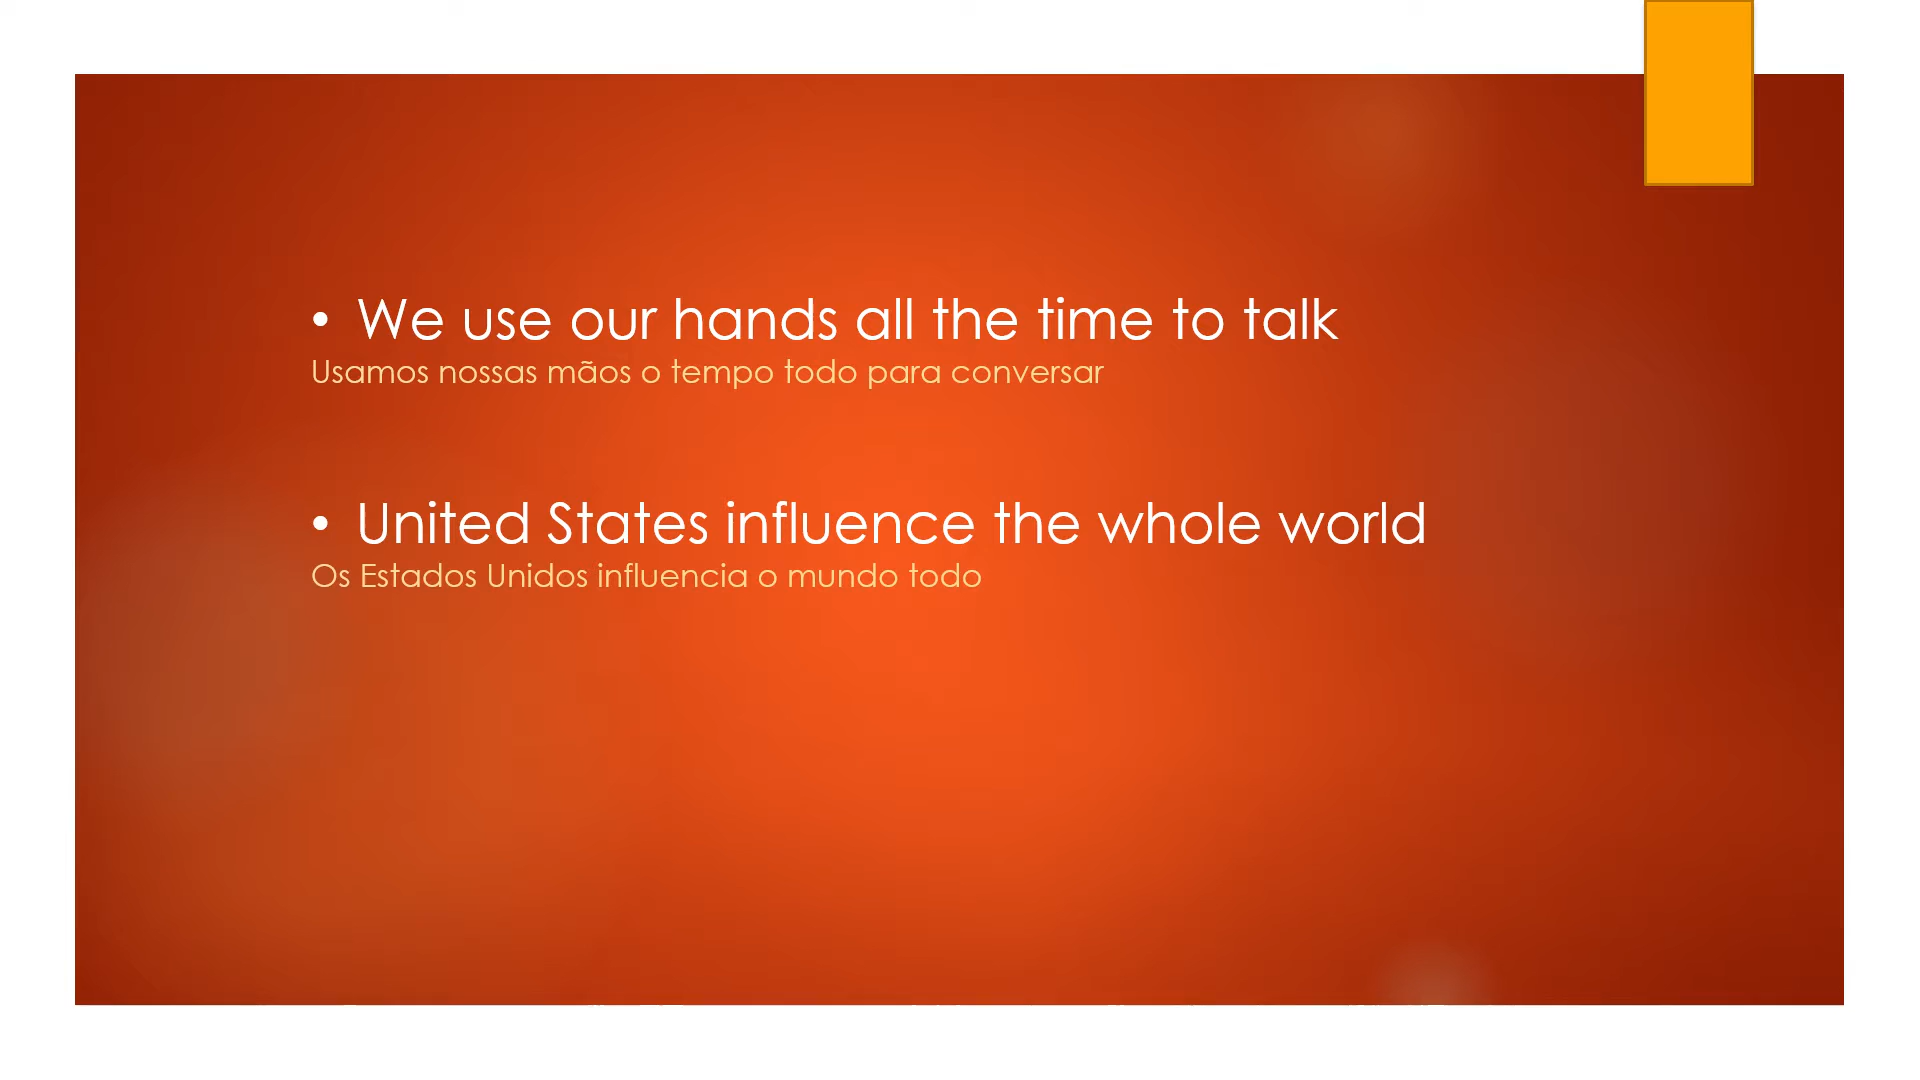 • We use our hands all the time to talk
Usamos nossas mãos o tempo todo para conversar
• United States influence the whole world
Os Estados Unidos influencia o mundo todo